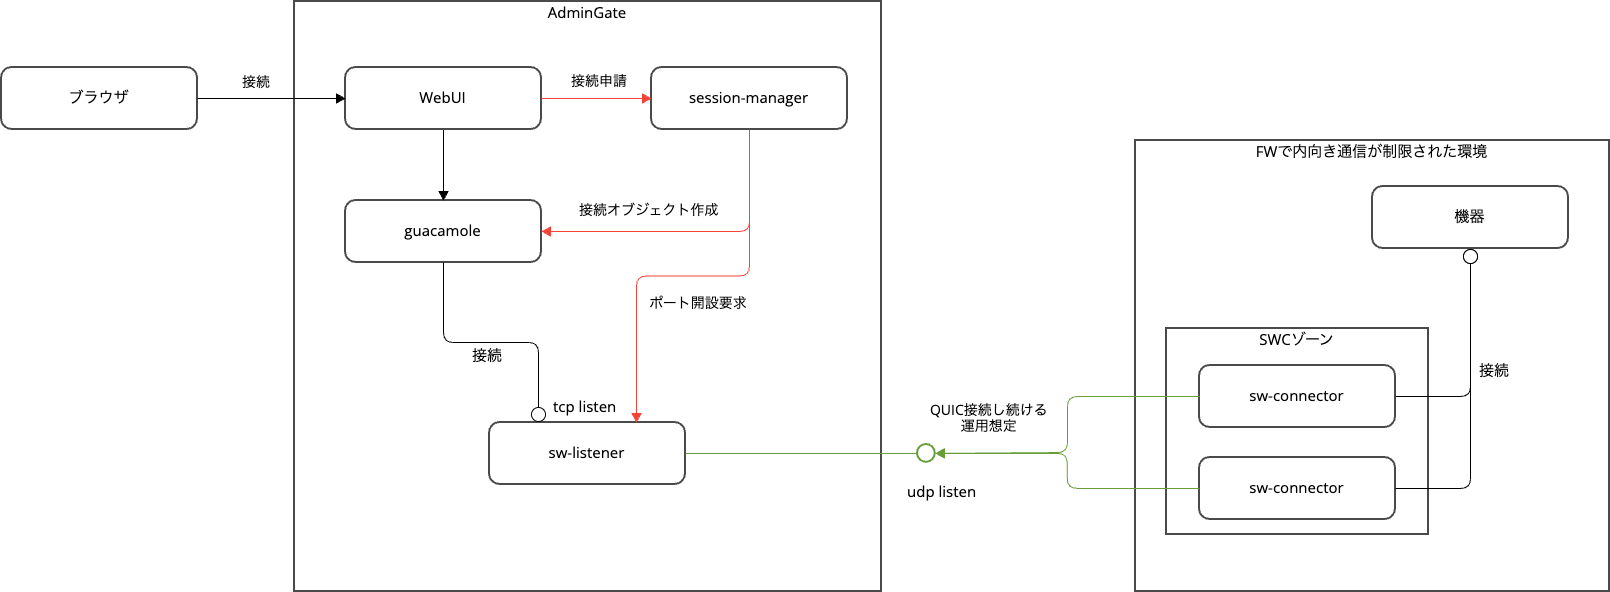 AdminGate
ブラウザ
接続
WebUI
接続申請
session-manager
guacamole
接続オブジェクト作成
ポート開設要求
接続
tcp listen
sw-listener
QUIC接続し続ける
運用想定
udp listen
FWで内向き通信が制限された環境
機器
SWCゾーン
sw-connector
接続
sw-connector